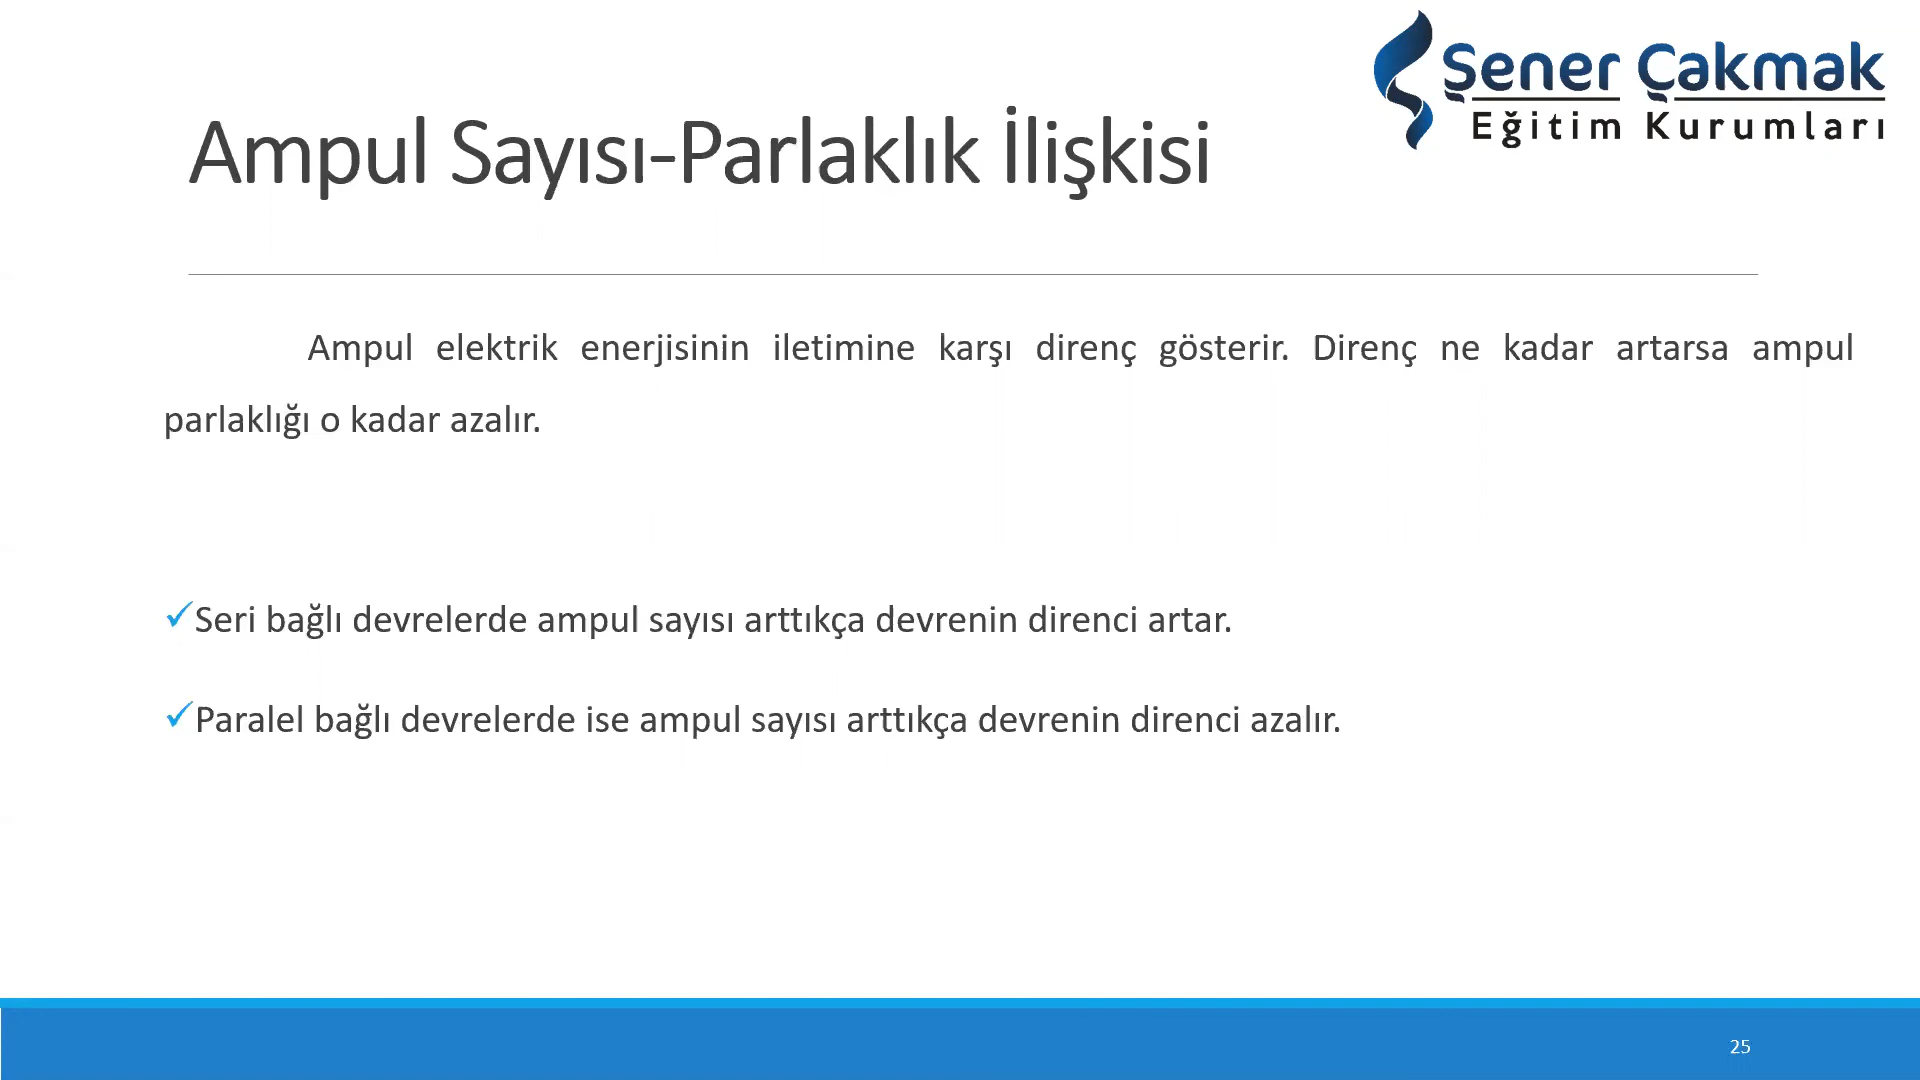 Şener Çakmak
Eğitim Kurumları
Ampul Sayısı-Parlaklık İlişkisi
Ampul elektrik enerjisinin iletimine karşı direnç gösterir. Direnç ne kadar artarsa ampul
parlaklığı o kadar azalır.
✓Seri bağlı devrelerde ampul sayısı arttıkça devrenin direnci artar.
✓Paralel bağlı devrelerde ise ampul sayısı arttıkça devrenin direnci azalır.
25